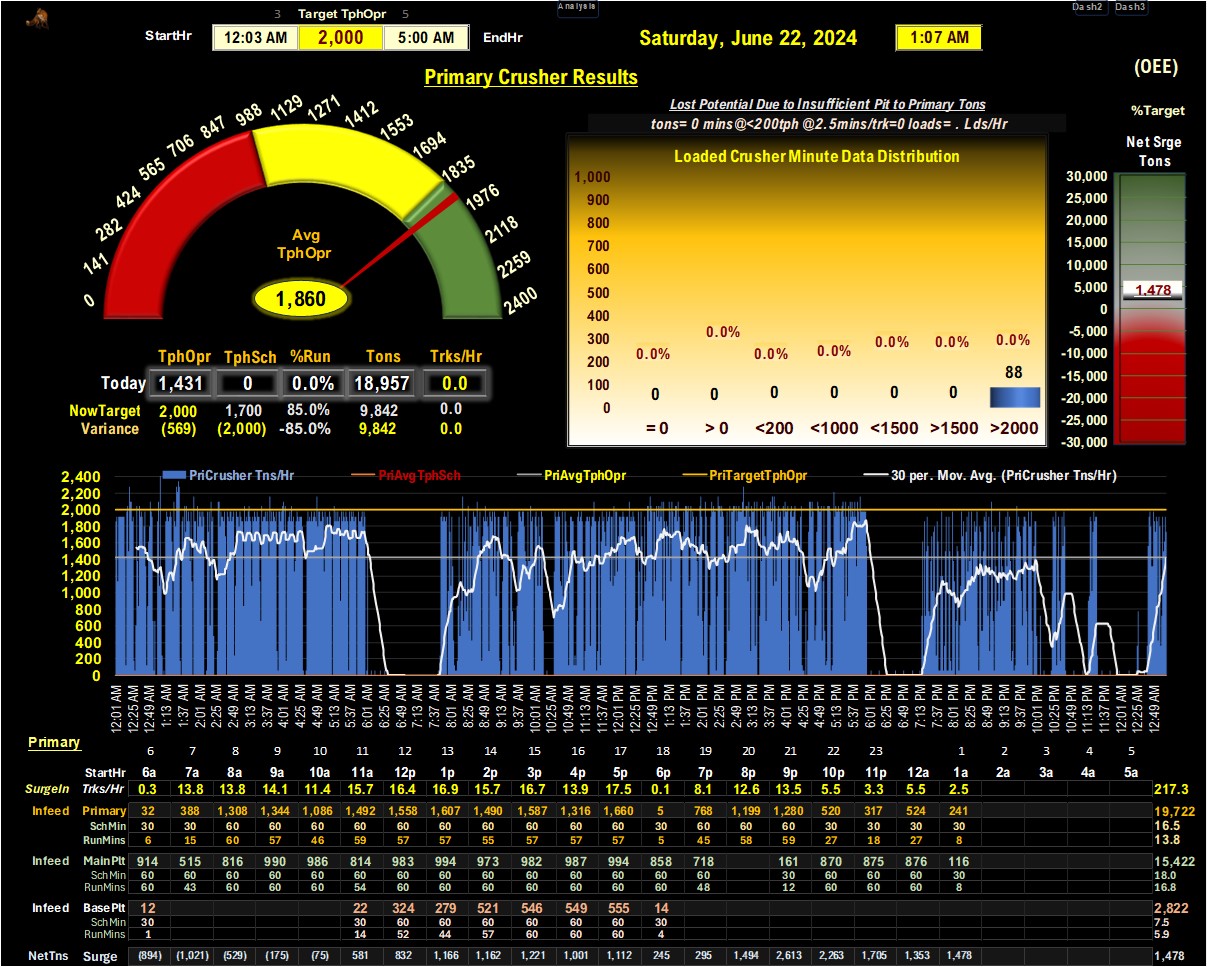 Analysis
Dash2 Dash3
3 Target TphOpr 5
StartHr 12:03 AM 2,000 5:00 AM EndHr
Saturday, June 22, 2024 1:07 AM
Primary Crusher Results
(OEE)
%Target
Net Srge
Tons
0 141 282 424 565 706 847 988 1129 1271 1412 1553 1694 1835 1976 2118 2259 2400
Avg
TphOpr
1,860
Lost Potential Due to Insufficient Pit to Primary Tons
tons= 0 mins@<200tph @2.5mins/trk=0 loads= . Lds/Hr
Loaded Crusher Minute Data Distribution
1,000
900
800
700
600
500
400
300
200
100
0
0.0% 0.0% 0.0% 0.0% 0.0% 0.0% 0.0%
0 0 0 0 0 0 88
= 0 > 0 <200 <1000 <1500 >1500 >2000
30,000
25,000
20,000
15,000
10,000
5,000
0
-5,000
-10,000
-15,000
-20,000
-25,000
-30,000
1,478
TphOpr TphSch %Run Tons Trks/Hr
Today 1,431 0 0.0% 18,957 0.0
NowTarget 2,000 1,700 85.0% 9,842 0.0
Variance (569) (2,000) -85.0% 9,842 0.0
PriCrusher Tns/Hr PriAvgTphSch PriAvgTphOpr PriTargetTphOpr 30 per. Mov. Avg. (PriCrusher Tns/Hr)
2,400
2,200
2,000
1,800
1,600
1,400
1,200
1,000
800
600
400
200
0
12:01 AM 12:25 AM 12:49 AM 1:13 AM 1:37 AM 2:01 AM 2:25 AM 2:49 AM 3:13 AM 3:37 AM 4:01 AM 4:25 AM 4:49 AM 5:13 AM 5:37 AM 6:01 AM 6:25 AM 6:49 AM 7:13 AM 7:37 AM 8:01 AM 8:25 AM 8:49 AM 9:13 AM 9:37 AM 10:01 AM 10:25 AM 10:49 AM 11:13 AM 11:37 AM 12:01 PM 12:25 PM 12:49 PM 1:13 PM 1:37 PM 2:01 PM 2:25 PM 2:49 PM 3:13 PM 3:37 PM 4:01 PM 4:25 PM 4:49 PM 5:13 PM 5:37 PM 6:01 PM 6:25 PM 6:49 PM 7:13 PM 7:37 PM 8:01 PM 8:25 PM 8:49 PM 9:13 PM 9:37 PM 10:01 PM 10:25 PM 10:49 PM 11:13 PM 11:37 PM 12:01 AM 12:25 AM 12:49 AM
Primary
6 7 8 9 10 11 12 13 14 15 16 17 18 19 20 21 22 23 1 2 3 4 5
StartHr 6a 7a 8a 9a 10a 11a 12p 1p 2p 3p 4p 5p 6p 7p 8p 9p 10p 11p 12a 1a 2a 3a 4a 5a
SurgeIn Trks/Hr 0.3 13.8 13.8 14.1 11.4 15.7 16.4 16.9 15.7 16.7 13.9 17.5 0.1 8.1 12.6 13.5 5.5 3.3 5.5 2.5 217.3
Infeed Primary 32 388 1,308 1,344 1,086 1,492 1,558 1,607 1,490 1,587 1,316 1,660 5 768 1,199 1,280 520 317 524 241 19,722
SchMin 30 30 60 60 60 60 60 60 60 60 60 60 30 60 60 60 30 30 30 30 16.5
RunMins 6 15 60 57 46 59 57 57 55 57 57 60 5 45 58 59 27 18 27 8 13.8
Infeed MainPlt 914 515 816 990 986 814 983 994 973 982 987 994 858 718 161 870 875 876 116 15,422
SchMin 60 60 60 60 60 60 60 60 60 60 60 60 60 60 30 60 60 60 30 18.0
RunMins 60 43 60 60 60 54 60 60 60 60 60 60 60 48 12 60 60 60 8 16.8
Infeed BasePlt 12 22 324 279 521 546 549 555 14 2,822
SchMin 30 30 60 60 60 60 60 60 30 7.5
RunMins 1 14 52 44 57 60 60 60 4 5.9
NetTns Surge (894) (1,021) (529) (175) (75) 581 832 1,166 1,162 1,221 1,001 1,112 245 295 1,494 2,613 2,263 1,705 1,353 1,478 1,478